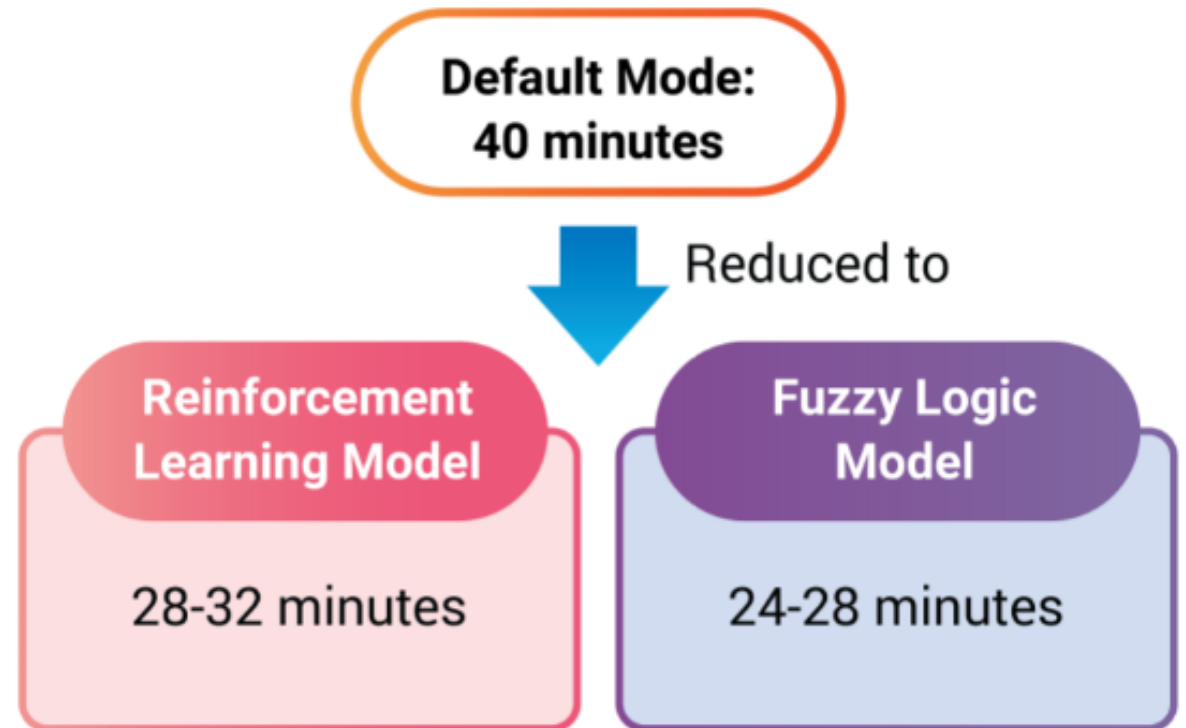 Default Mode:
40 minutes
Reduced to
Reinforcement
Learning Model
28-32 minutes
Fuzzy Logic
Model
24-28 minutes